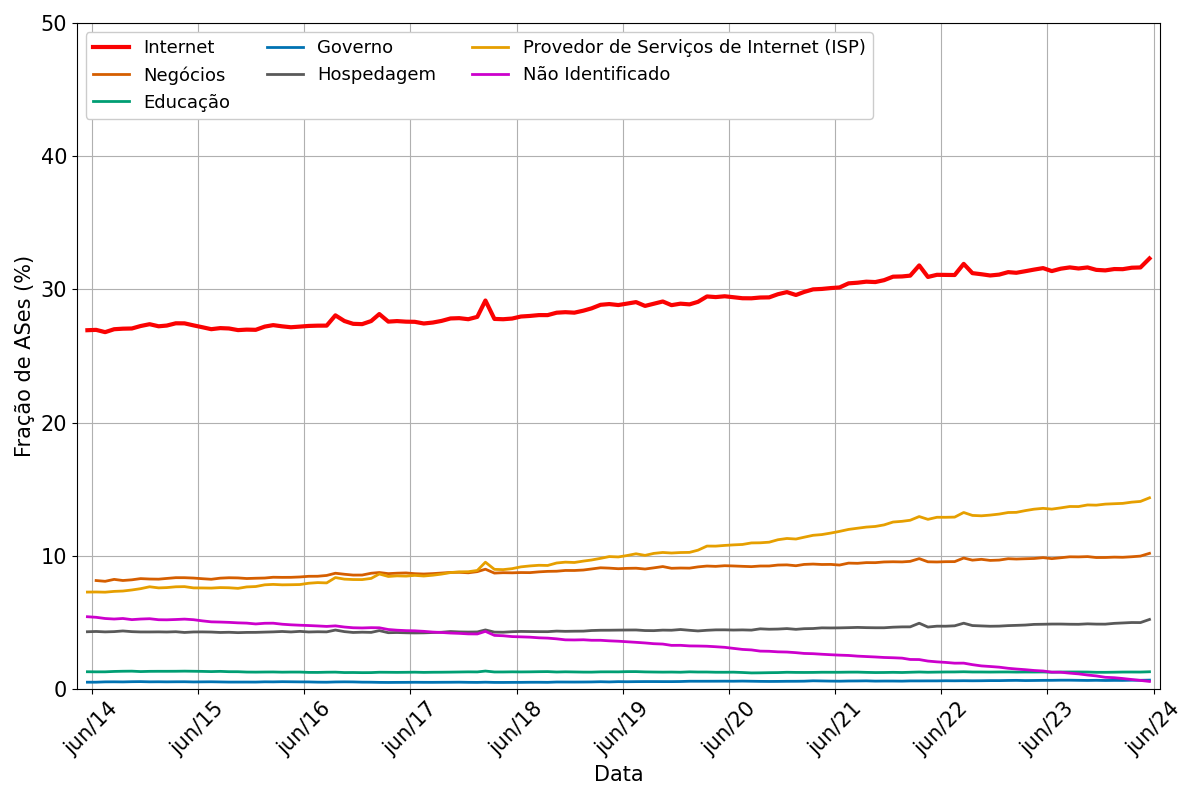 50
40
30
20
10
0
Fração de ASes (%)
Internet
Negócios
Educação
Governo
Hospedagem
Provedor de Serviços de Internet (ISP)
Não Identificado
jun/14
jun/15
jun/16
jun/17
jun/18
jun/19
jun/20
jun/21
jun/22
jun/23
jun/24
Data